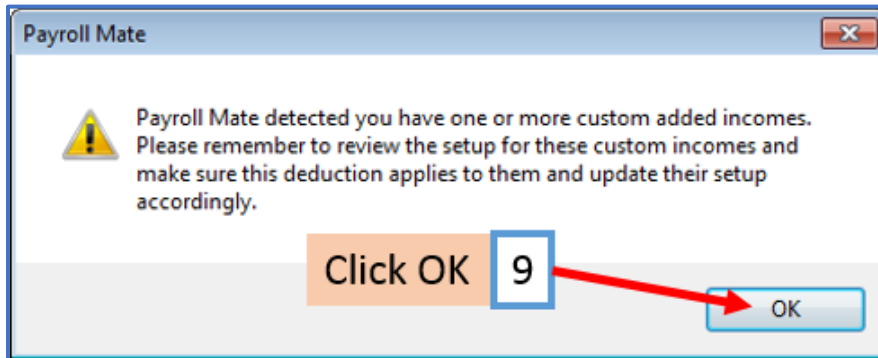 Payroll Mate
Payroll Mate detected you have one or more custom added incomes.
Please remember to review the setup for these custom incomes and
make sure this deduction applies to them and update their setup
accordingly.
Click OK 9
OK